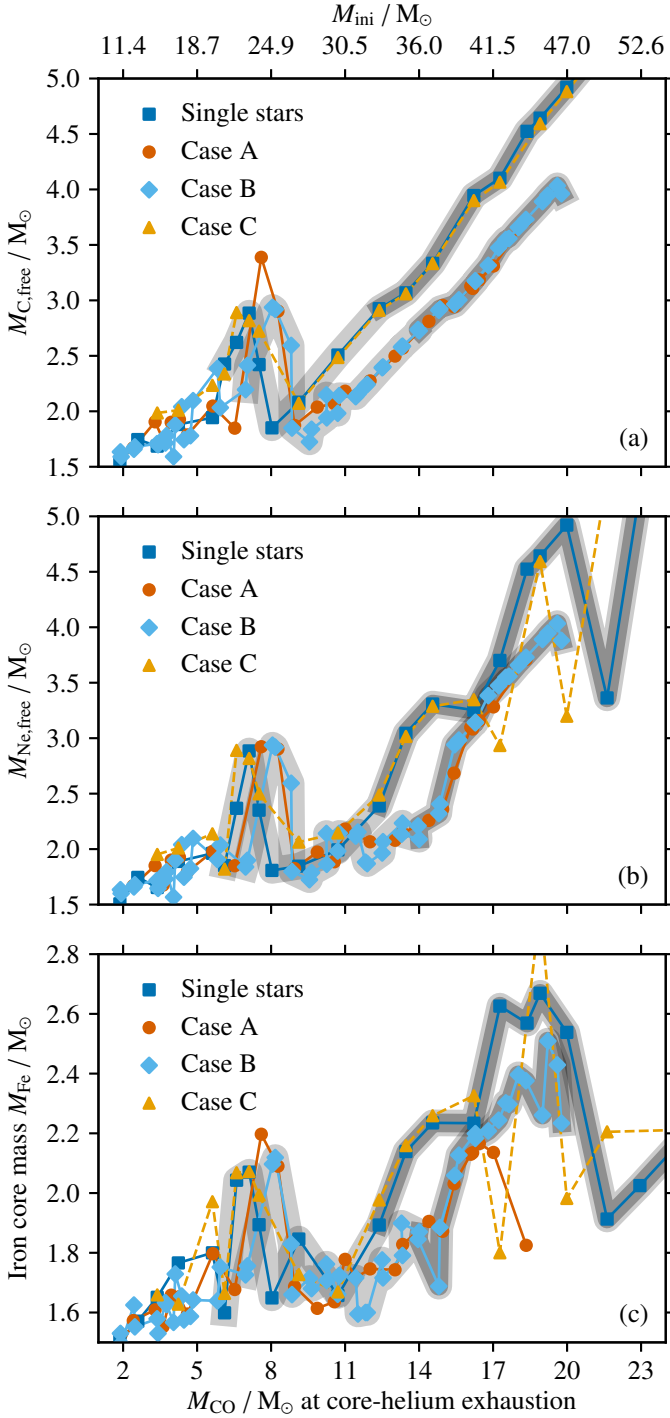 M_ini / M_⊙
11.4 18.7 24.9 30.5 36.0 41.5 47.0 52.6
5.0
4.5
4.0
3.5
3.0
2.5
2.0
1.5
M_C,free / M_⊙
Single stars
Case A
Case B
Case C
(a)
5.0
4.5
4.0
3.5
3.0
2.5
2.0
1.5
M_Ne,free / M_⊙
Single stars
Case A
Case B
Case C
(b)
2.8
2.6
2.4
2.2
2.0
1.8
1.6
Iron core mass M_Fe / M_⊙
Single stars
Case A
Case B
Case C
(c)
2 5 8 11 14 17 20 23
M_CO / M_⊙ at core-helium exhaustion